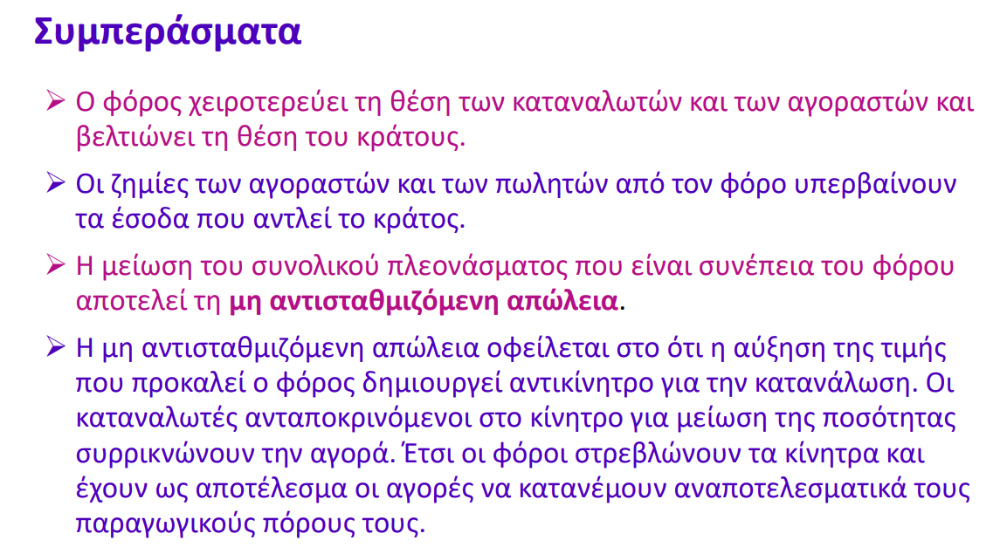 Συμπεράσματα
➢ Ο φόρος χειροτερεύει τη θέση των καταναλωτών και των αγοραστών και
βελτιώνει τη θέση του κράτους.
➢ Οι ζημίες των αγοραστών και των πωλητών από τον φόρο υπερβαίνουν
τα έσοδα που αντλεί το κράτος.
➢ Η μείωση του συνολικού πλεονάσματος που είναι συνέπεια του φόρου
αποτελεί τη μη αντισταθμιζόμενη απώλεια.
➢ Η μη αντισταθμιζόμενη απώλεια οφείλεται στο ότι η αύξηση της τιμής
που προκαλεί ο φόρος δημιουργεί αντικίνητρο για την κατανάλωση. Οι
καταναλωτές ανταποκρινόμενοι στο κίνητρο για μείωση της ποσότητας
συρρικνώνουν την αγορά. Έτσι οι φόροι στρεβλώνουν τα κίνητρα και
έχουν ως αποτέλεσμα οι αγορές να κατανέμουν αναποτελεσματικά τους
παραγωγικούς πόρους τους.